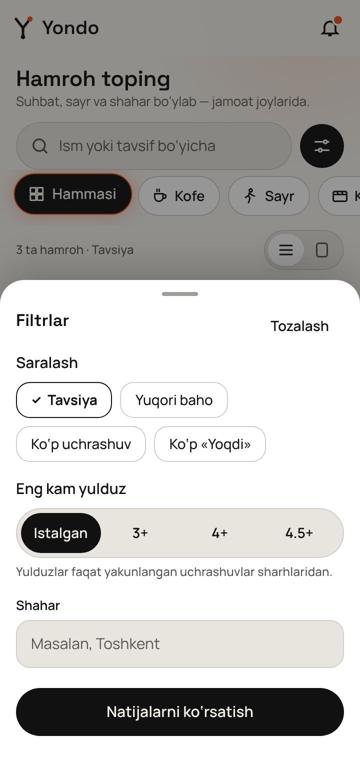 Yondo
Hamroh toping
Suhbat, sayr va shahar bo‘ylab — jamoat joylarida.
Ism yoki tavsif bo‘yicha
Hammasi
Kofe
Sayr
3 ta hamroh · Tavsiya
Filtrlar
Tozalash
Saralash
Tavsiya
Yuqori baho
Ko‘p uchrashuv
Ko‘p «Yoqdi»
Eng kam yulduz
Istalgan
3+
4+
4.5+
Yulduzlar faqat yakunlangan uchrashuvlar sharhlaridan.
Shahar
Masalan, Toshkent
Natijalarni ko‘rsatish